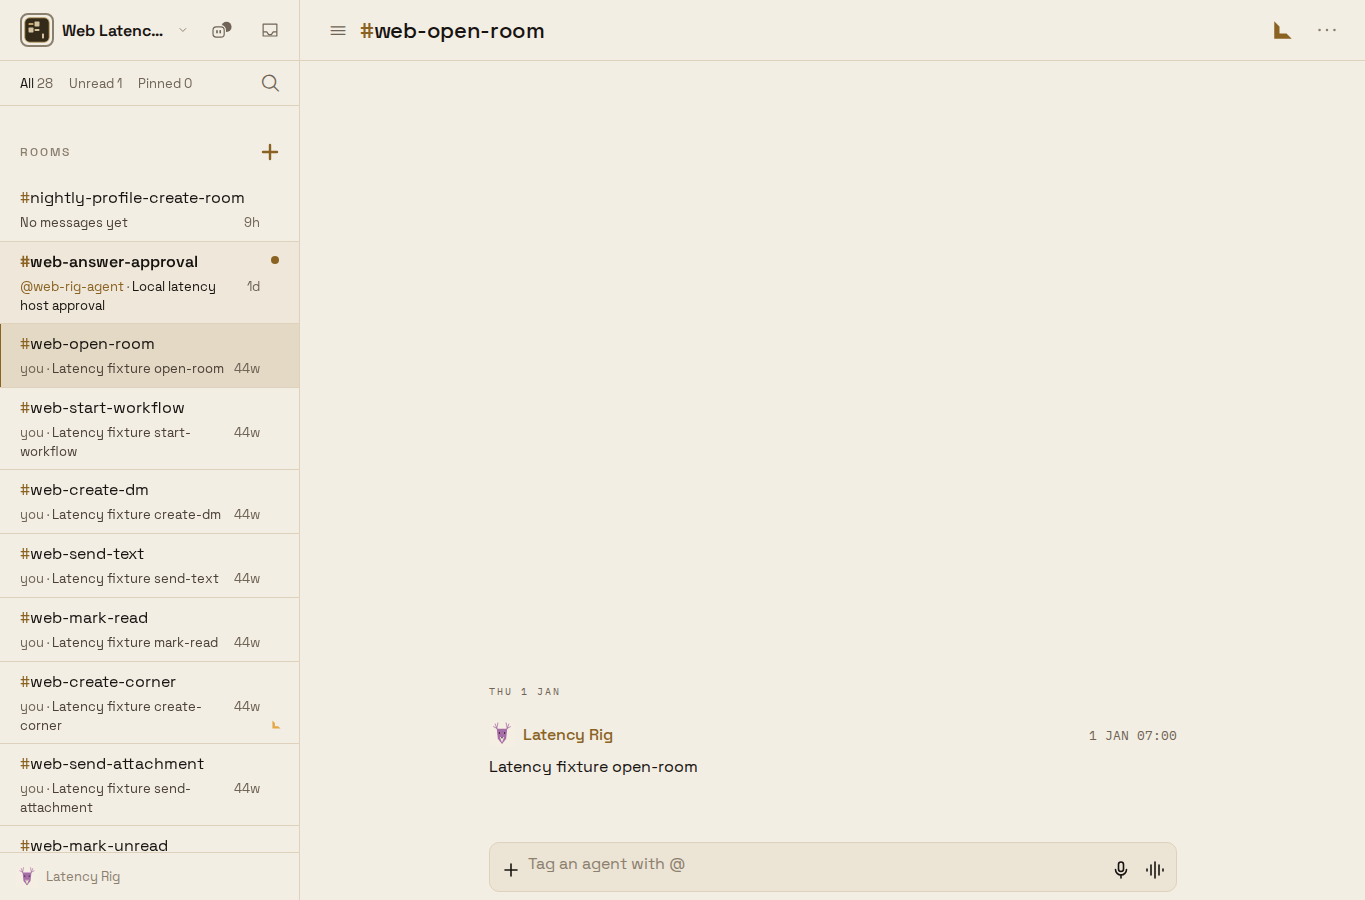 Web Latenc...
All 28 Unread 1 Pinned 0
ROOMS
#nightly-profile-create-room
No messages yet 9h
#web-answer-approval
@web-rig-agent · Local latency 1d
host approval
#web-open-room
you · Latency fixture open-room 44w
#web-start-workflow
you · Latency fixture start- 44w
workflow
#web-create-dm
you · Latency fixture create-dm 44w
#web-send-text
you · Latency fixture send-text 44w
#web-mark-read
you · Latency fixture mark-read 44w
#web-create-corner
you · Latency fixture create- 44w
corner
#web-send-attachment
you · Latency fixture send- 44w
attachment
#web-mark-unread
Latency Rig
#web-open-room
THU 1 JAN
Latency Rig 1 JAN 07:00
Latency fixture open-room
Tag an agent with @